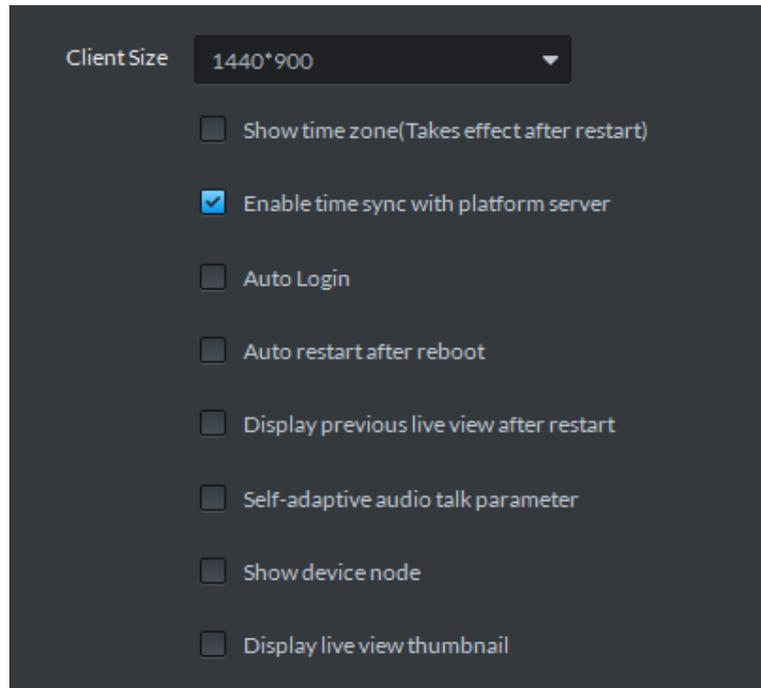 Client Size 1440*900
Show time zone(Takes effect after restart)
Enable time sync with platform server
Auto Login
Auto restart after reboot
Display previous live view after restart
Self-adaptive audio talk parameter
Show device node
Display live view thumbnail